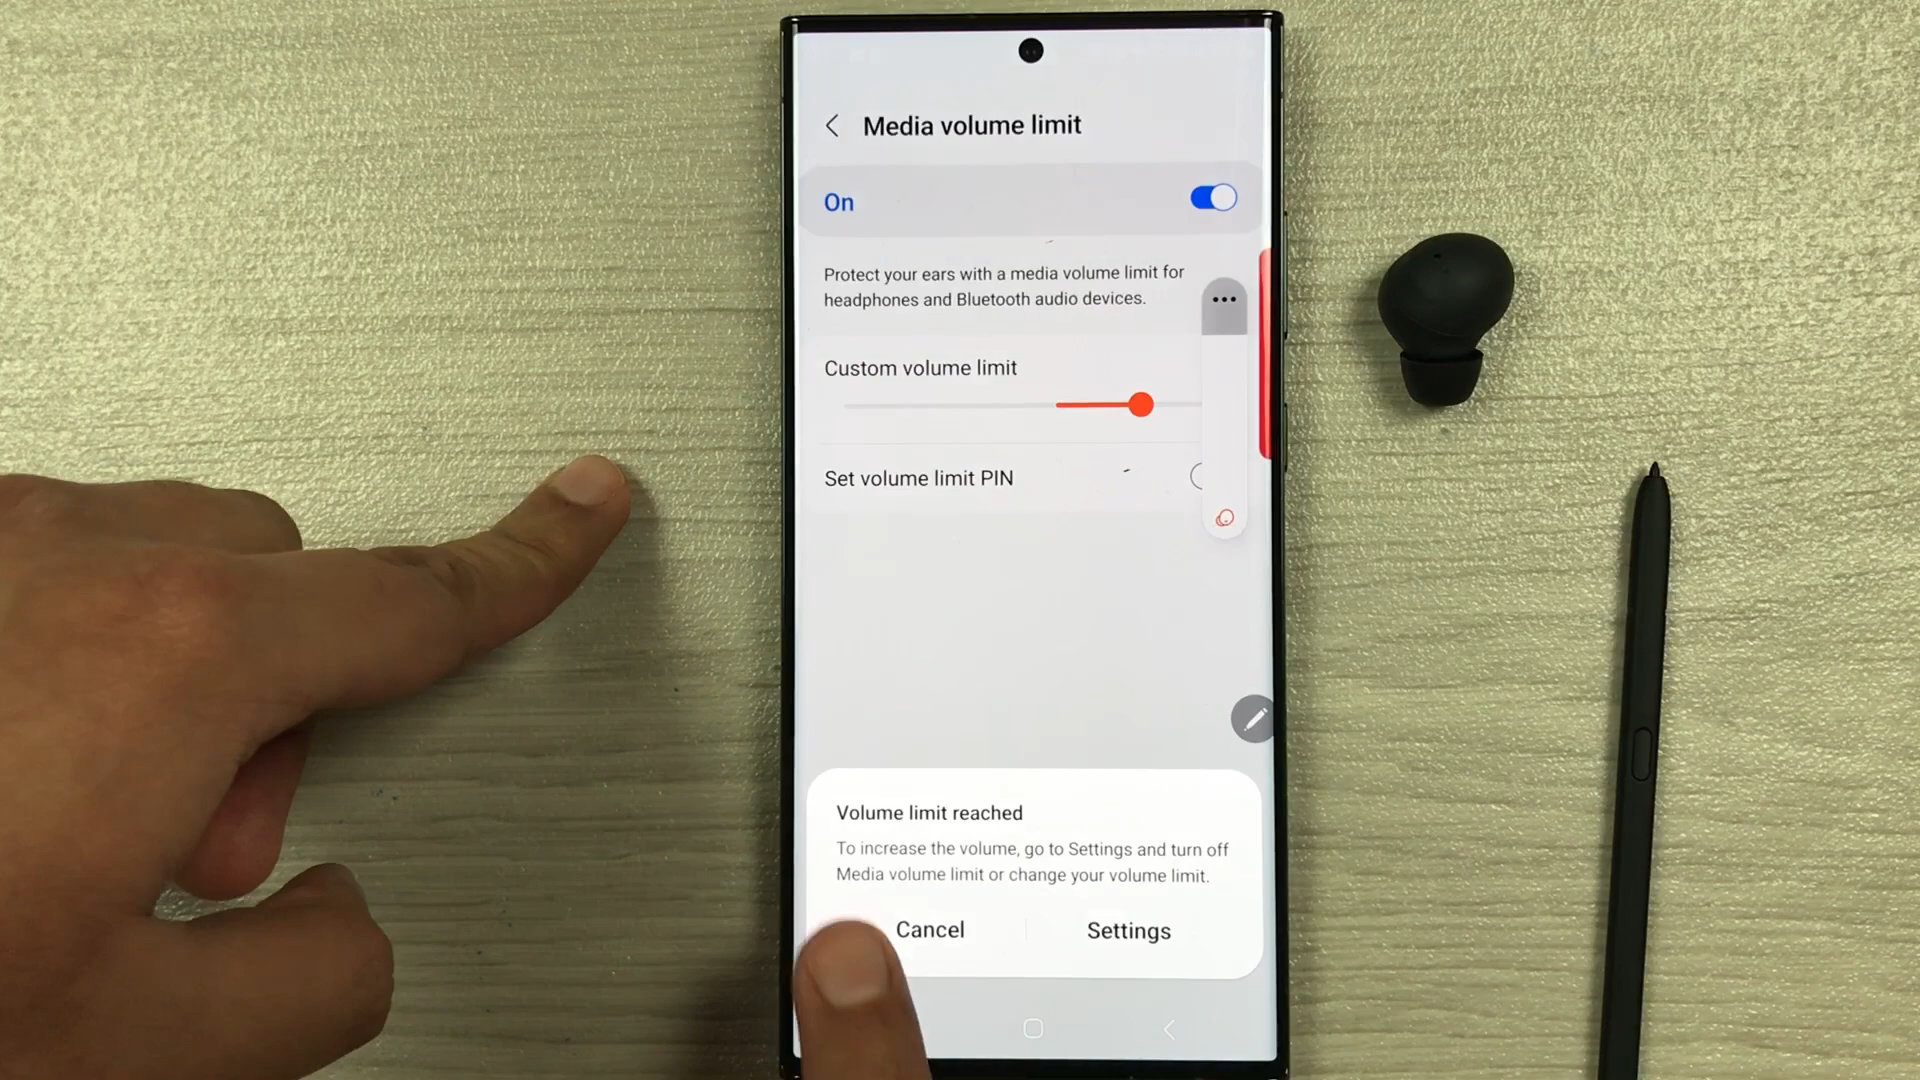 Media volume limit
On
Protect your ears with a media volume limit for
headphones and Bluetooth audio devices.
Custom volume limit
Set volume limit PIN
Volume limit reached
To increase the volume, go to Settings and turn off
Media volume limit or change your volume limit.
Cancel
Settings